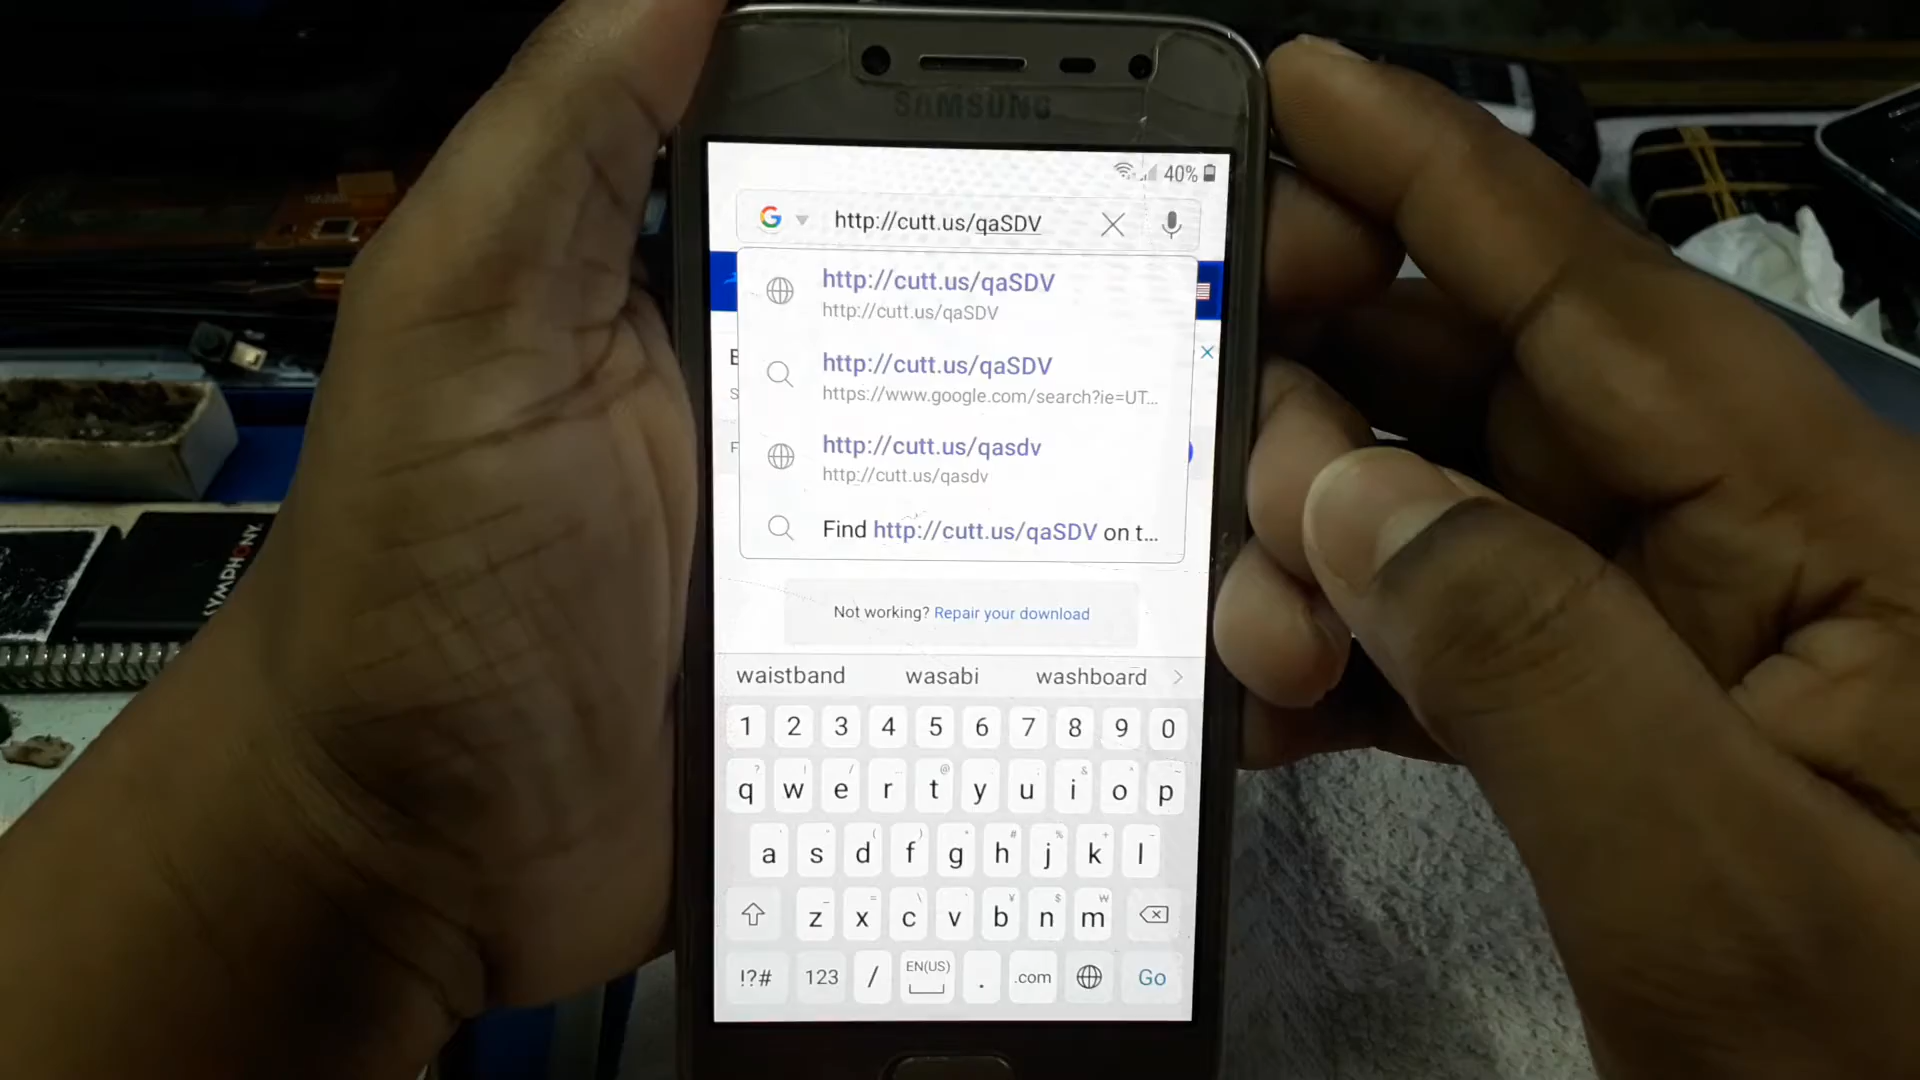 SAMSUNG
40%
http://cutt.us/qaSDV
http://cutt.us/qaSDV
http://cutt.us/qaSDV
http://cutt.us/qaSDV
https://www.google.com/search?ie=UT...
http://cutt.us/qasdv
http://cutt.us/qasdv
Find http://cutt.us/qaSDV on t...
Not working? Repair your download
waistband wasabi washboard
1 2 3 4 5 6 7 8 9 0
q w e r t y u i o p
a s d f g h j k l
z x c v b n m
!?# 123 / EN(US) . .com Go
SYMPHONY